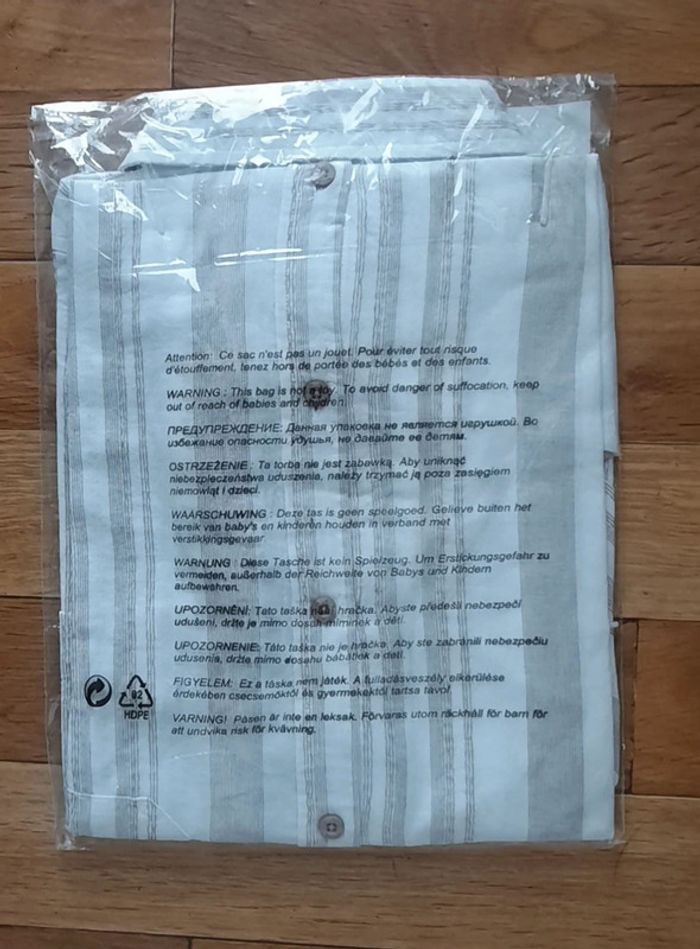 Attention: Ce sac n'est pas un jouet. Pour éviter tout risque
d'étouffement, tenez hors de portée des bébés et des enfants.
WARNING : This bag is not a toy. To avoid danger of suffocation, keep
out of reach of babies and children.
ПРЕДУПРЕЖДЕНИЕ: Данная упаковка не является игрушкой. Во
избежание опасности удушья, не давайте ее детям.
OSTRZEŻENIE : Ta torba nie jest zabawką. Aby uniknąć
niebezpieczeństwa uduszenia, należy trzymać ją poza zasięgiem
niemowląt i dzieci.
WAARSCHUWING : Deze tas is geen speelgoed. Gelieve buiten het
bereik van baby's en kinderen houden in verband met
verstikkingsgevaar.
WARNUNG : Diese Tasche ist kein Spielzeug. Um Erstickungsgefahr zu
vermeiden, außerhalb der Reichweite von Babys und Kindern
aufbewahren.
UPOZORNĚNÍ: Tato taška není hračka. Abyste předešli nebezpečí
udušení, držte je mimo dosah miminek a dětí.
UPOZORNENIE: Táto taška nie je hračka. Aby ste zabránili nebezpečiu
udusenia, držte mimo dosahu bábätiek a detí.
FIGYELEM: Ez a táska nem játék. A fulladásveszély elkerülése
érdekében csecsemőktől és gyermekektől tartsa távol.
VARNING! Påsen är inte en leksak. Förvaras utom räckhåll för barn för
att undvika risk för kvävning.
02
HDPE